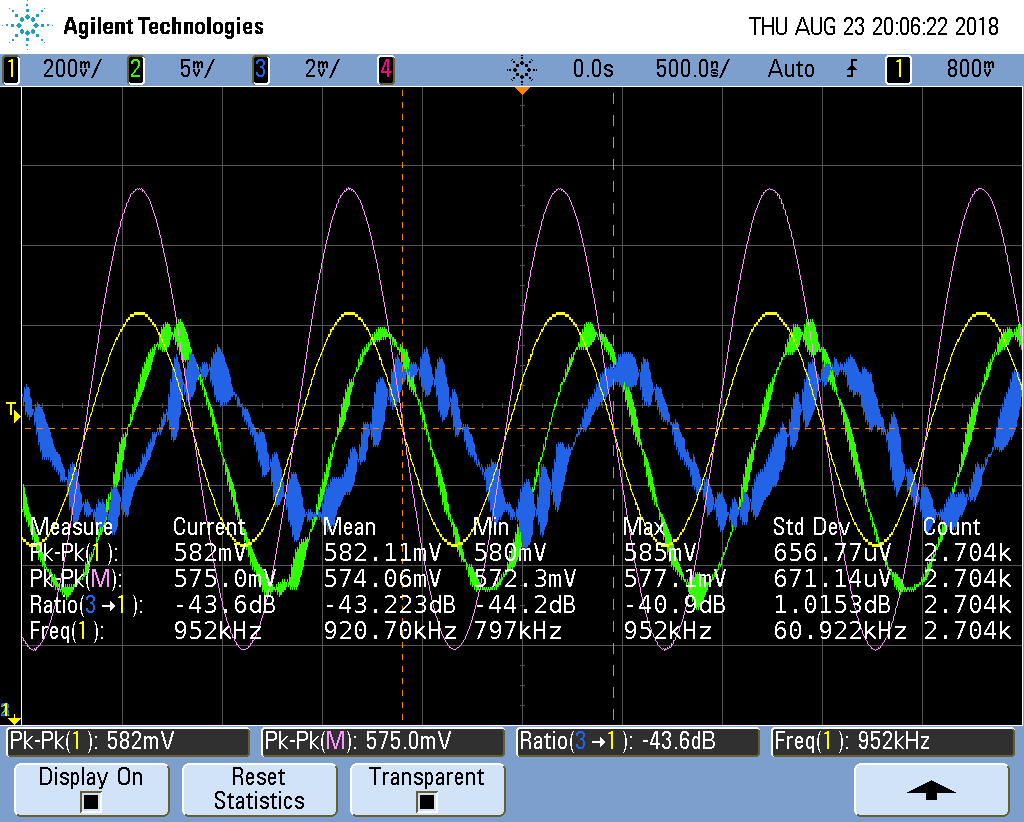 Agilent Technologies THU AUG 23 20:06:22 2018
1 200mV/ 2 5mV/ 3 2mV/ 4 0.0s 500.0ns/ Auto 1 800mV
T
Measure Current Mean Min Max Std Dev Count
Pk-Pk(1): 582mV 582.11mV 580mV 585mV 656.77uV 2.704k
Pk-Pk(M): 575.0mV 574.06mV 572.3mV 577.1mV 671.14uV 2.704k
Ratio(3→1): -43.6dB -43.223dB -44.2dB -40.9dB 1.0153dB 2.704k
Freq(1): 952kHz 920.70kHz 797kHz 952kHz 60.922kHz 2.704k
Pk-Pk(1): 582mV Pk-Pk(M): 575.0mV Ratio(3→1): -43.6dB Freq(1): 952kHz
Display On Reset Statistics Transparent